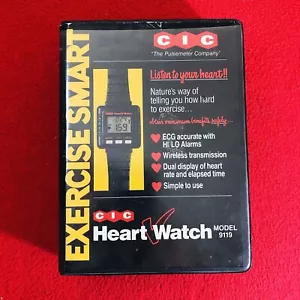 EXERCISE SMART
CIC
"The Pulsemeter Company"
Listen to your heart!!
Nature's way of
telling you how hard
to exercise...
ECG accurate with
HI LO Alarms
Wireless transmission
Dual display of heart
rate and elapsed time
Simple to use
CIC
Heart Watch
MODEL
9119